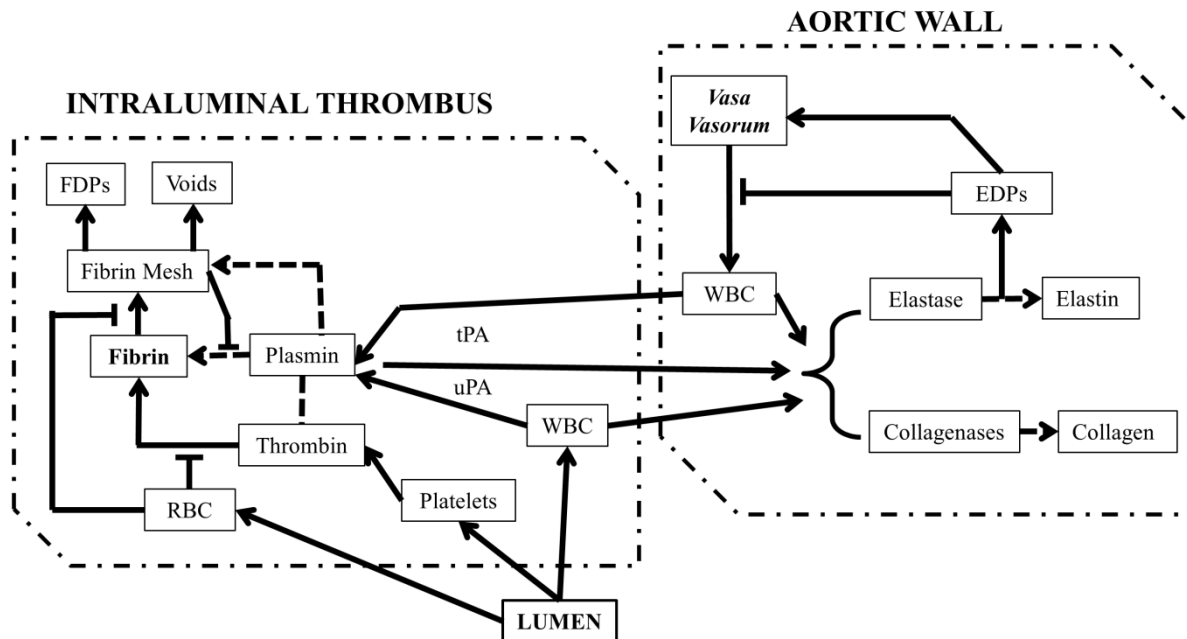 AORTIC WALL
INTRALUMINAL THROMBUS
Vasa
Vasorum
FDPs
Voids
EDPs
Fibrin Mesh
WBC
Elastase
Elastin
tPA
Fibrin
Plasmin
uPA
WBC
Thrombin
Collagenases
Collagen
Platelets
RBC
LUMEN